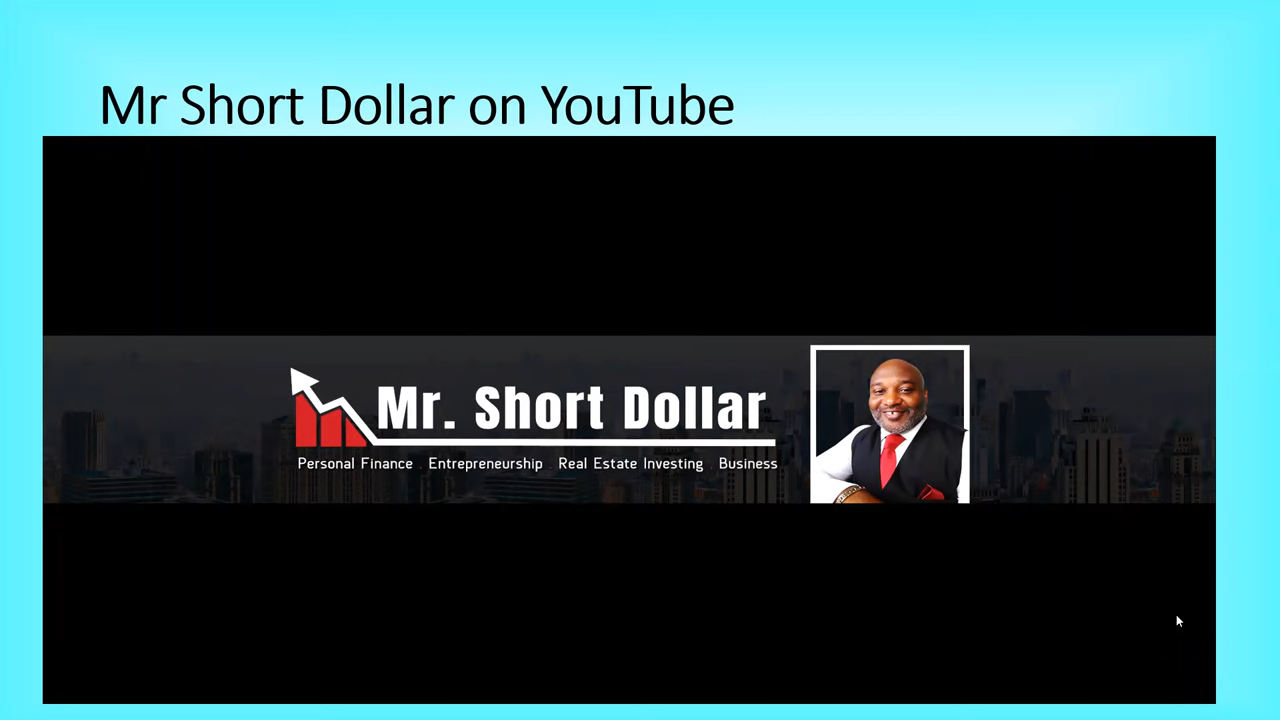 Mr Short Dollar on YouTube
Mr. Short Dollar
Personal Finance . Entrepreneurship . Real Estate Investing . Business